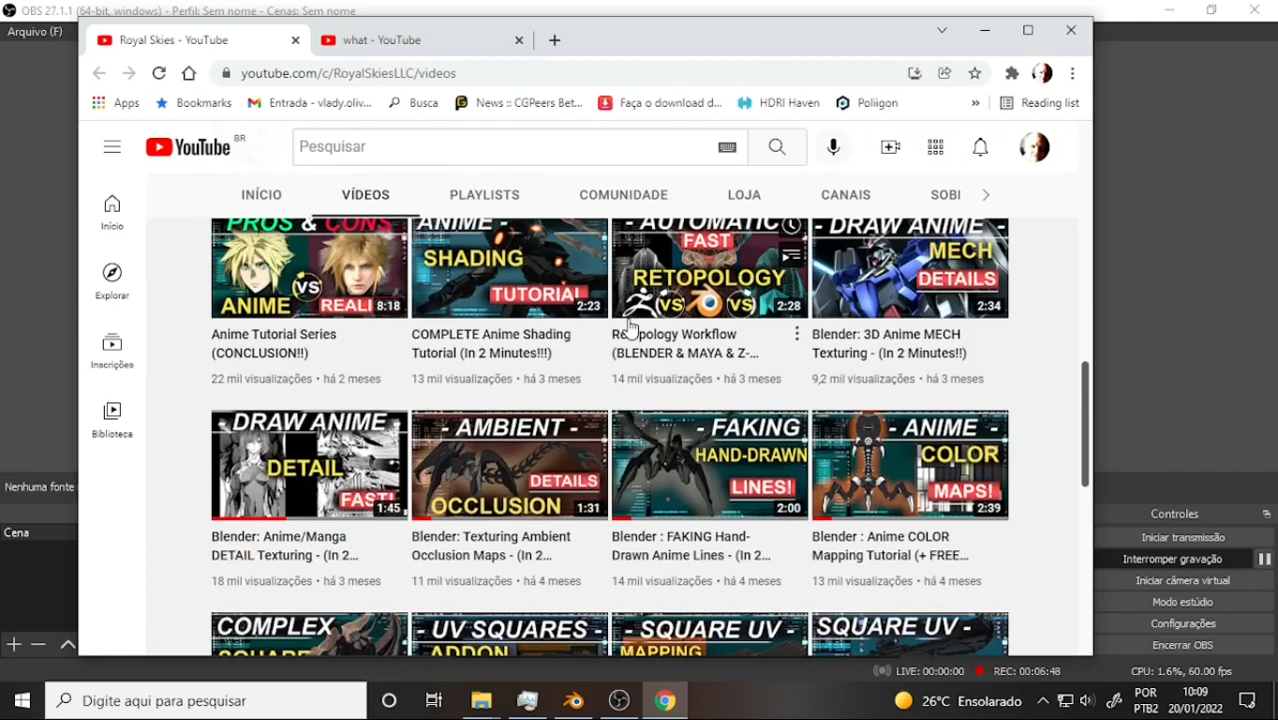 OBS 27.1.1 (64-bit, windows) - Perfil: Sem nome - Cenas: Sem nome
Arquivo (F)
Royal Skies - YouTube
what - YouTube
youtube.com/c/RoyalSkiesLLC/videos
Apps
Bookmarks
Entrada - vlady.oliv...
Busca
News :: CGPeers Bet...
Faça o download d...
HDRI Haven
Poliigon
»
Reading list
YouTube BR
Pesquisar
INÍCIO
VÍDEOS
PLAYLISTS
COMUNIDADE
LOJA
CANAIS
SOBI
Início
Explorar
Inscrições
Biblioteca
PROS & CONS
VS
ANIME
REALI
8:18
ANIME -
SHADING
TUTORIAL
2:23
- AUTOMATIC
FAST
RETOPOLOGY
VS
VS
2:28
- DRAW ANIME -
MECH
DETAILS
2:34
Anime Tutorial Series
(CONCLUSION!!)
22 mil visualizações • há 2 meses
COMPLETE Anime Shading
Tutorial (In 2 Minutes!!!)
13 mil visualizações • há 3 meses
Retopology Workflow
(BLENDER & MAYA & Z-...
14 mil visualizações • há 3 meses
Blender: 3D Anime MECH
Texturing - (In 2 Minutes!!)
9,2 mil visualizações • há 3 meses
- DRAW ANIME -
DETAIL
FAST!
1:45
- AMBIENT -
DETAILS
OCCLUSION
1:31
- FAKING
HAND-DRAWN
LINES!
2:00
- ANIME -
COLOR
MAPS!
2:39
Blender: Anime/Manga
DETAIL Texturing - (In 2...
18 mil visualizações • há 3 meses
Blender: Texturing Ambient
Occlusion Maps - (In 2...
11 mil visualizações • há 4 meses
Blender : FAKING Hand-
Drawn Anime Lines - (In 2...
14 mil visualizações • há 4 meses
Blender : Anime COLOR
Mapping Tutorial (+ FREE...
13 mil visualizações • há 4 meses
COMPLEX
SQUARE
- UV SQUARES -
ADDON
- SQUARE UV -
MAPPING
SQUARE UV -
Nenhuma fonte
Cena
Controles
Iniciar transmissão
Interromper gravação
Iniciar câmera virtual
Modo estúdio
Configurações
Encerrar OBS
LIVE: 00:00:00
REC: 00:06:48
CPU: 1.6%, 60.00 fps
Digite aqui para pesquisar
26°C Ensolarado
POR
PTB2
10:09
20/01/2022